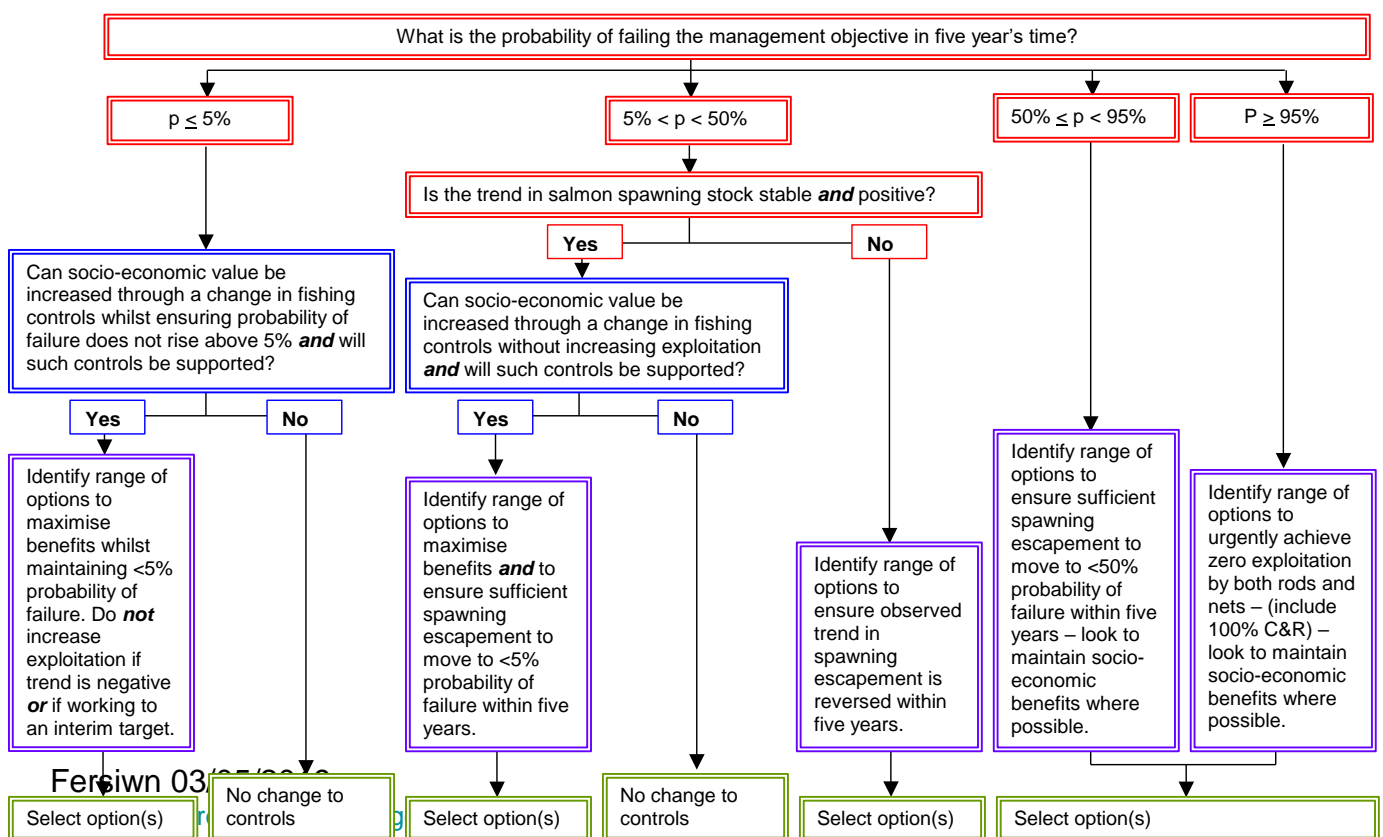 What is the probability of failing the management objective in five year's time?
p ≤ 5%
5% < p < 50%
50% ≤ p < 95%
P ≥ 95%
Is the trend in salmon spawning stock stable and positive?
Yes
No
Can socio-economic value be
increased through a change in fishing
controls whilst ensuring probability of
failure does not rise above 5% and will
such controls be supported?
Can socio-economic value be
increased through a change in fishing
controls without increasing exploitation
and will such controls be supported?
Yes
No
Yes
No
Identify range of
options to
maximise
benefits whilst
maintaining <5%
probability of
failure. Do not
increase
exploitation if
trend is negative
or if working to
an interim target.
Identify range of
options to
maximise
benefits and to
ensure sufficient
spawning
escapement to
move to <5%
probability of
failure within five
years.
Identify range of
options to
ensure observed
trend in
spawning
escapement is
reversed within
five years.
Identify range of
options to
ensure sufficient
spawning
escapement to
move to <50%
probability of
failure within five
years – look to
maintain socio-
economic
benefits where
possible.
Identify range of
options to
urgently achieve
zero exploitation
by both rods and
nets – (include
100% C&R) –
look to maintain
socio-economic
benefits where
possible.
Fersiwn
Select option(s)
No change to
controls
Select option(s)
No change to
controls
Select option(s)
Select option(s)